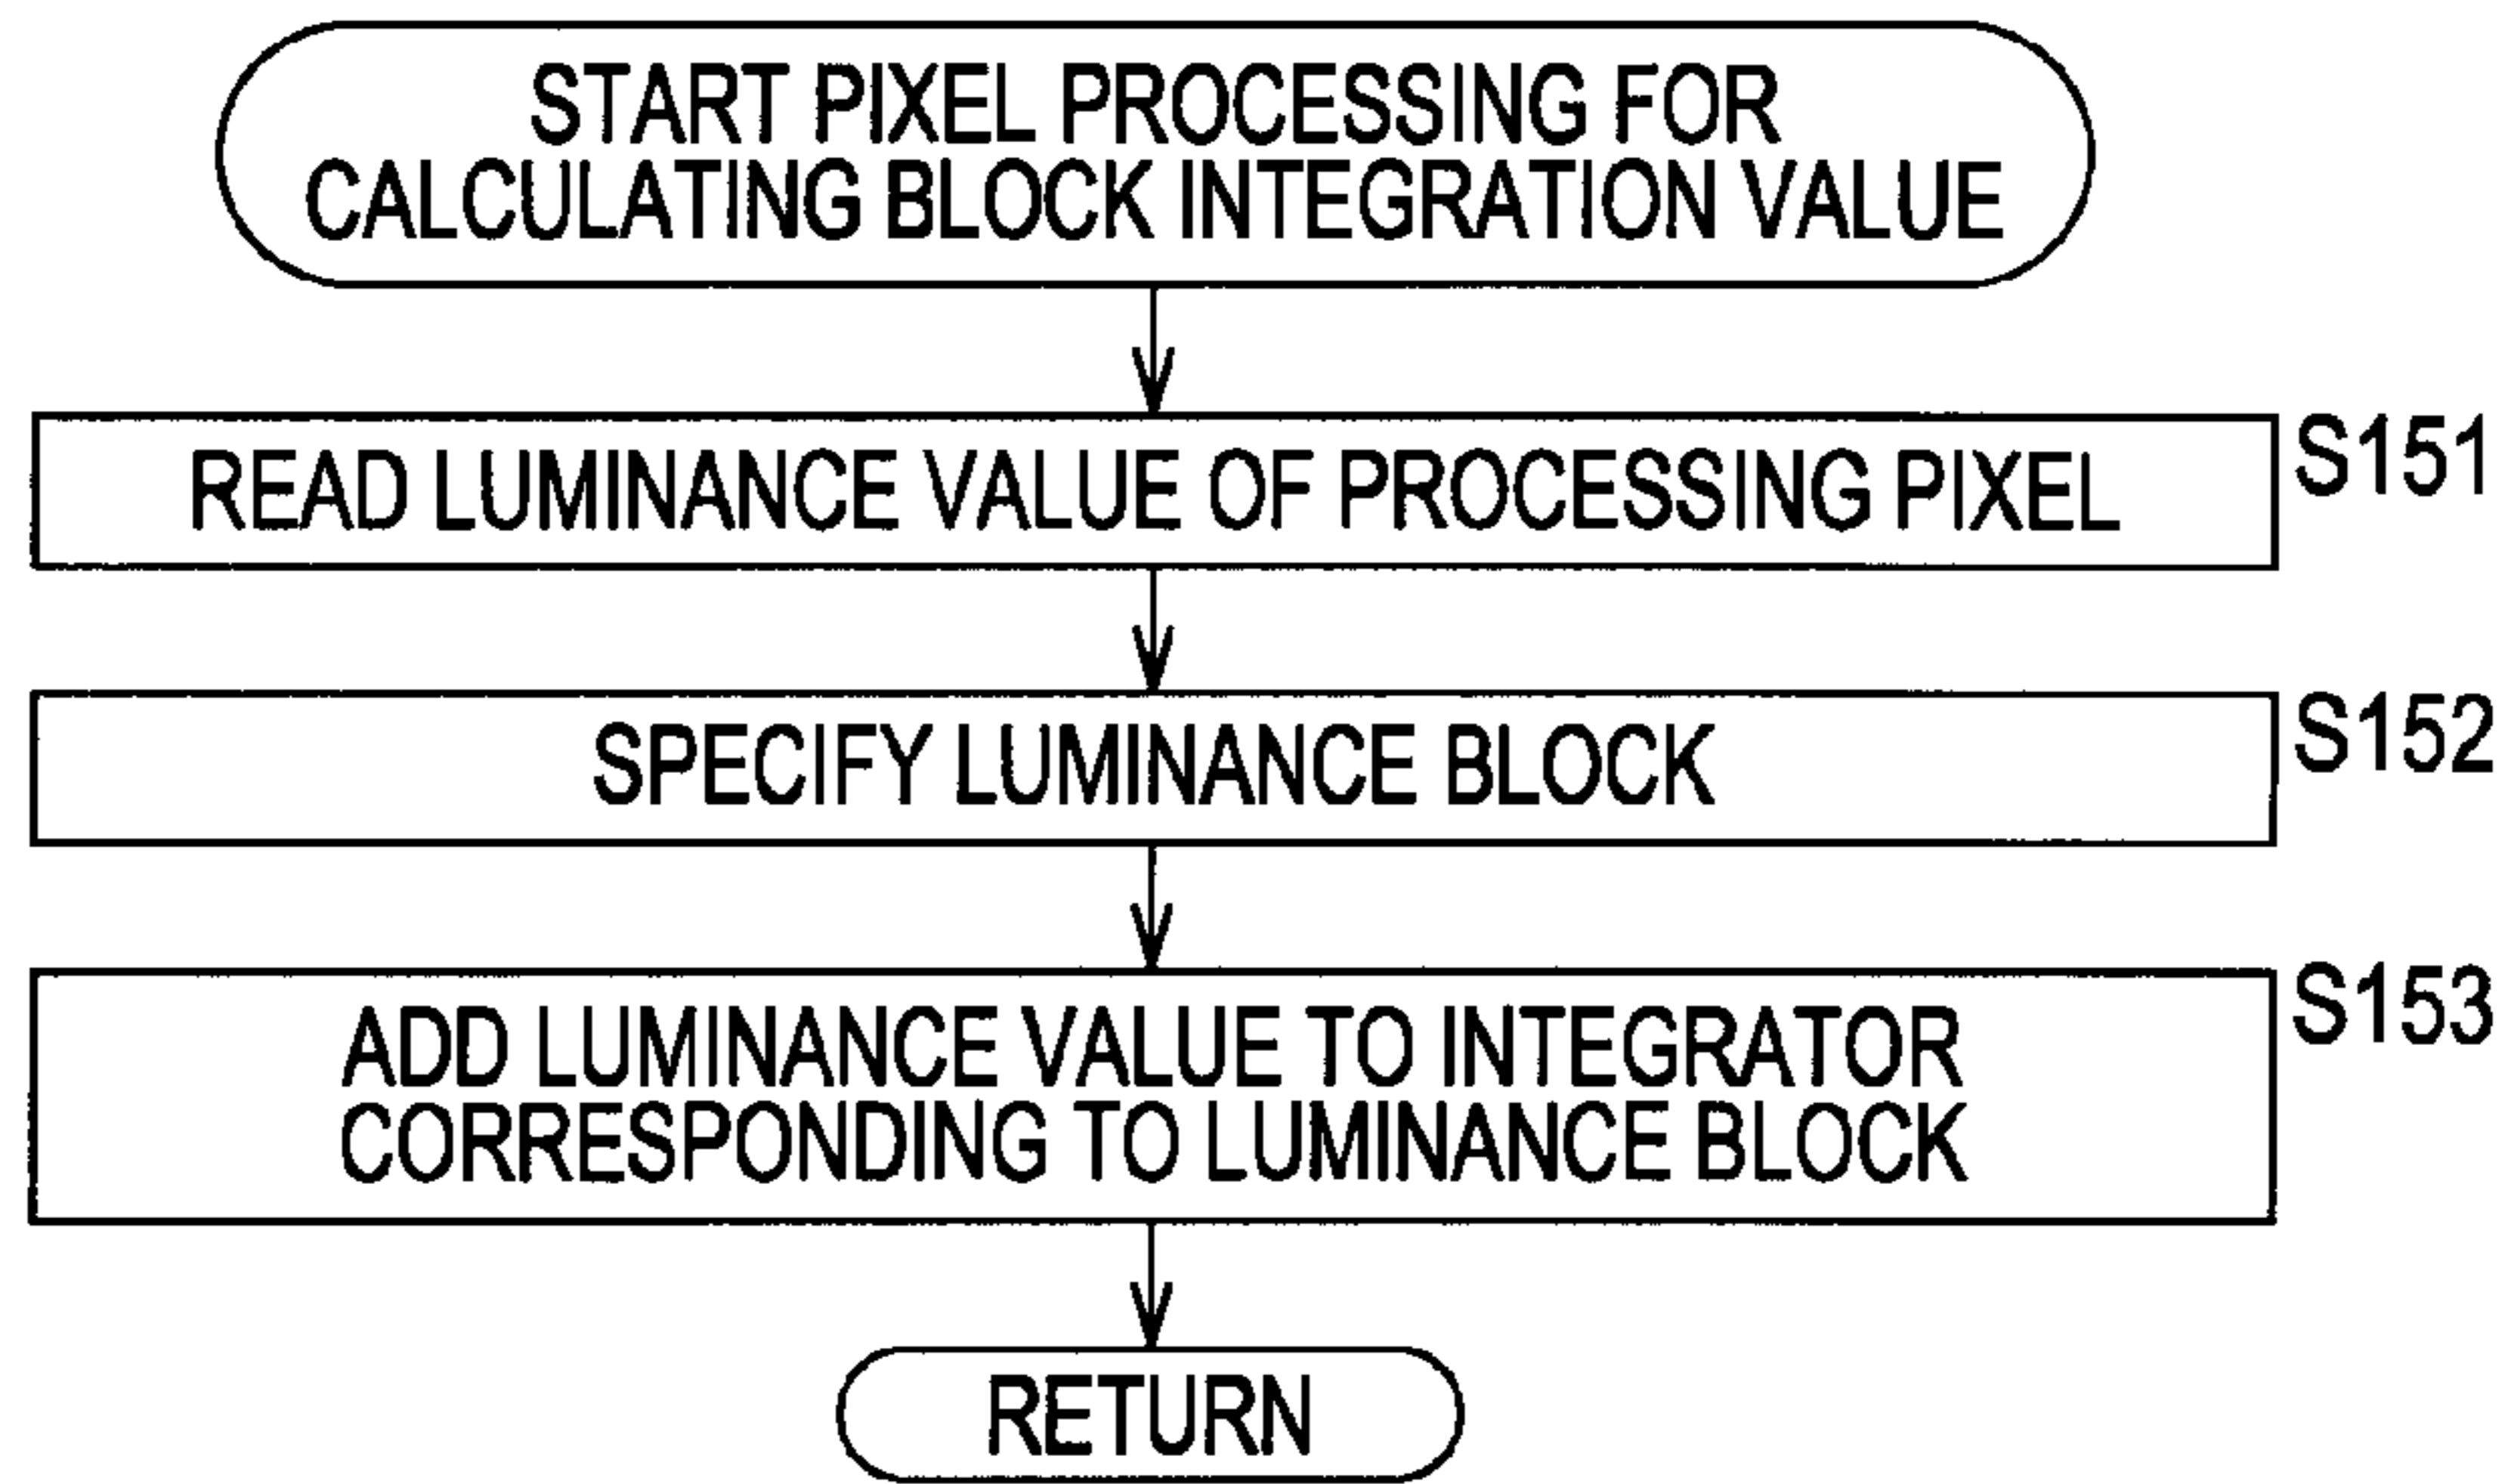 START PIXEL PROCESSING FOR
CALCULATING BLOCK INTEGRATION VALUE
READ LUMINANCE VALUE OF PROCESSING PIXEL
S151
SPECIFY LUMINANCE BLOCK
S152
ADD LUMINANCE VALUE TO INTEGRATOR
CORRESPONDING TO LUMINANCE BLOCK
S153
RETURN